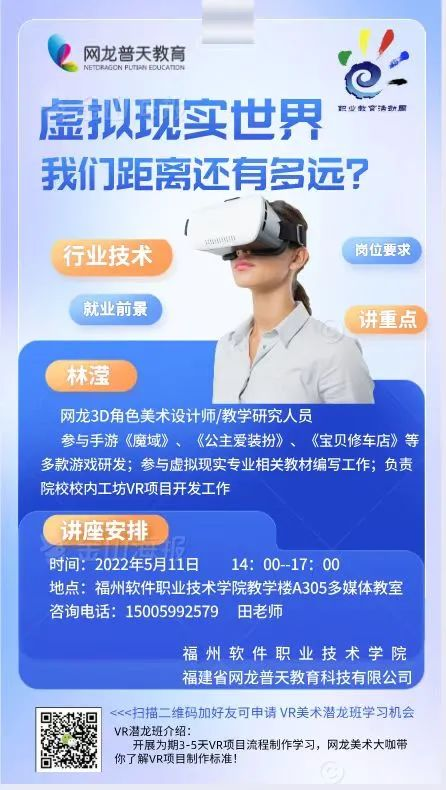 网龙普天教育
NETDRAGON PUTIAN EDUCATION
职业教育活动周
虚拟现实世界
我们距离还有多远?
行业技术
岗位要求
就业前景
讲重点
林滢
网龙3D角色美术设计师/教学研究人员
参与手游《魔域》、《公主爱装扮》、《宝贝修车店》等
多款游戏研发；参与虚拟现实专业相关教材编写工作；负责
院校校内工坊VR项目开发工作
讲座安排
时间：2022年5月11日 14：00--17：00
地点：福州软件职业技术学院教学楼A305多媒体教室
咨询电话：15005992579 田老师
福州软件职业技术学院
福建省网龙普天教育科技有限公司
<<<扫描二维码加好友可申请 VR美术潜龙班学习机会
VR潜龙班介绍：
开展为期3-5天VR项目流程制作学习，网龙美术大咖带
你了解VR项目制作标准！